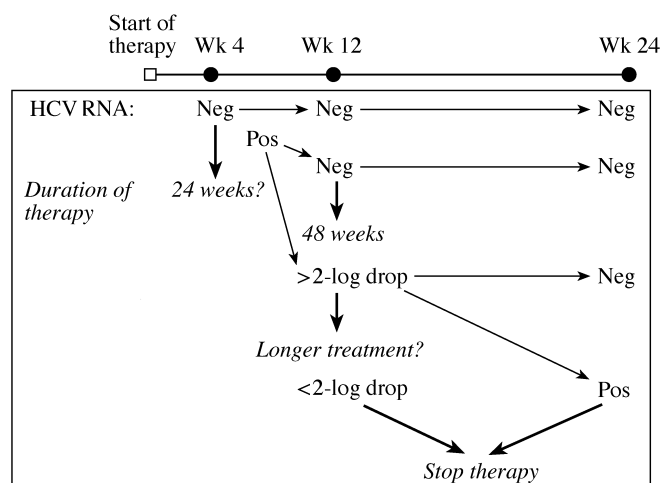 Start of
therapy Wk 4 Wk 12 Wk 24
HCV RNA: Neg Neg Neg
Pos
Neg Neg
Duration of
therapy
24 weeks?
48 weeks
>2-log drop Neg
Longer treatment?
<2-log drop Pos
Stop therapy